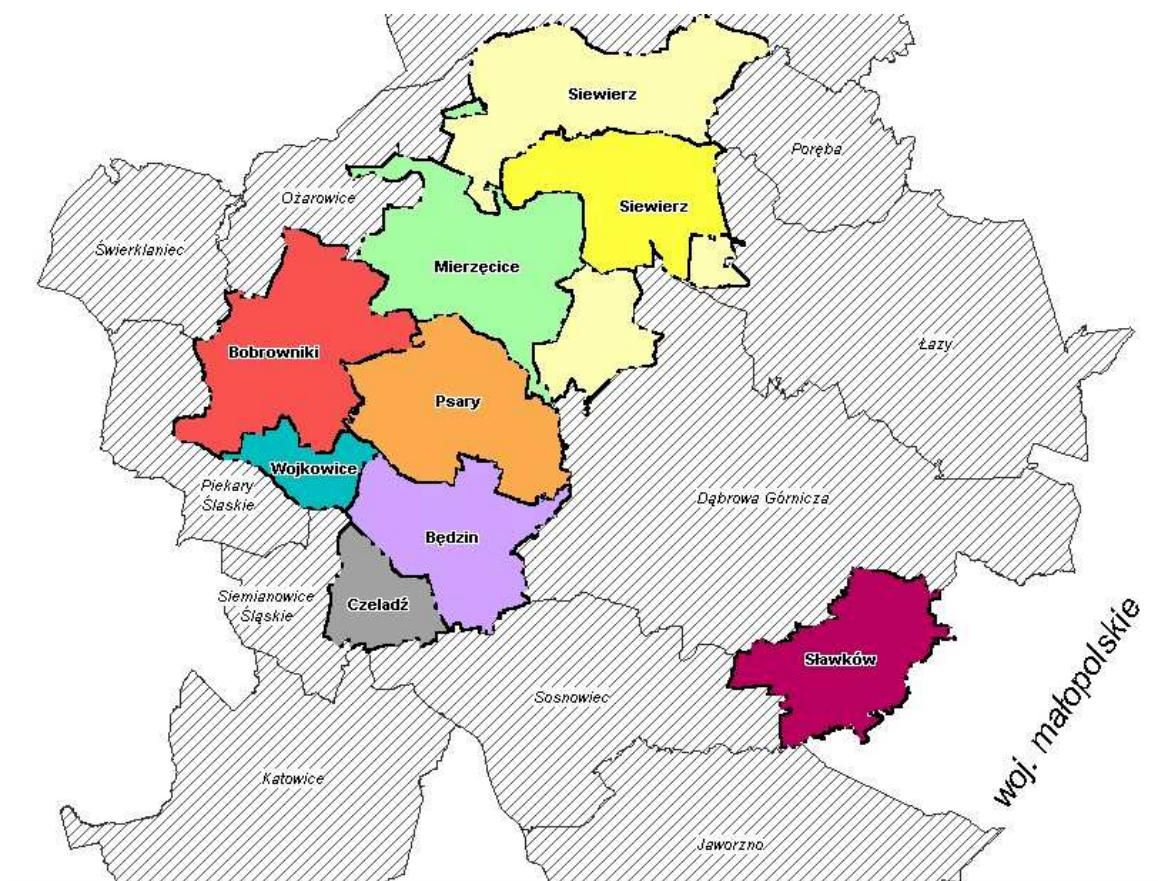 Siewierz
Poręba
Ożarowice
Siewierz
Świerklaniec
Mierzęcice
Łazy
Bobrowniki
Psary
Wojkowice
Piekary
Śląskie
Dąbrowa Górnicza
Będzin
Siemianowice
Śląskie
Czeladź
Sławków
Sosnowiec
woj. małopolskie
Katowice
Jaworzno